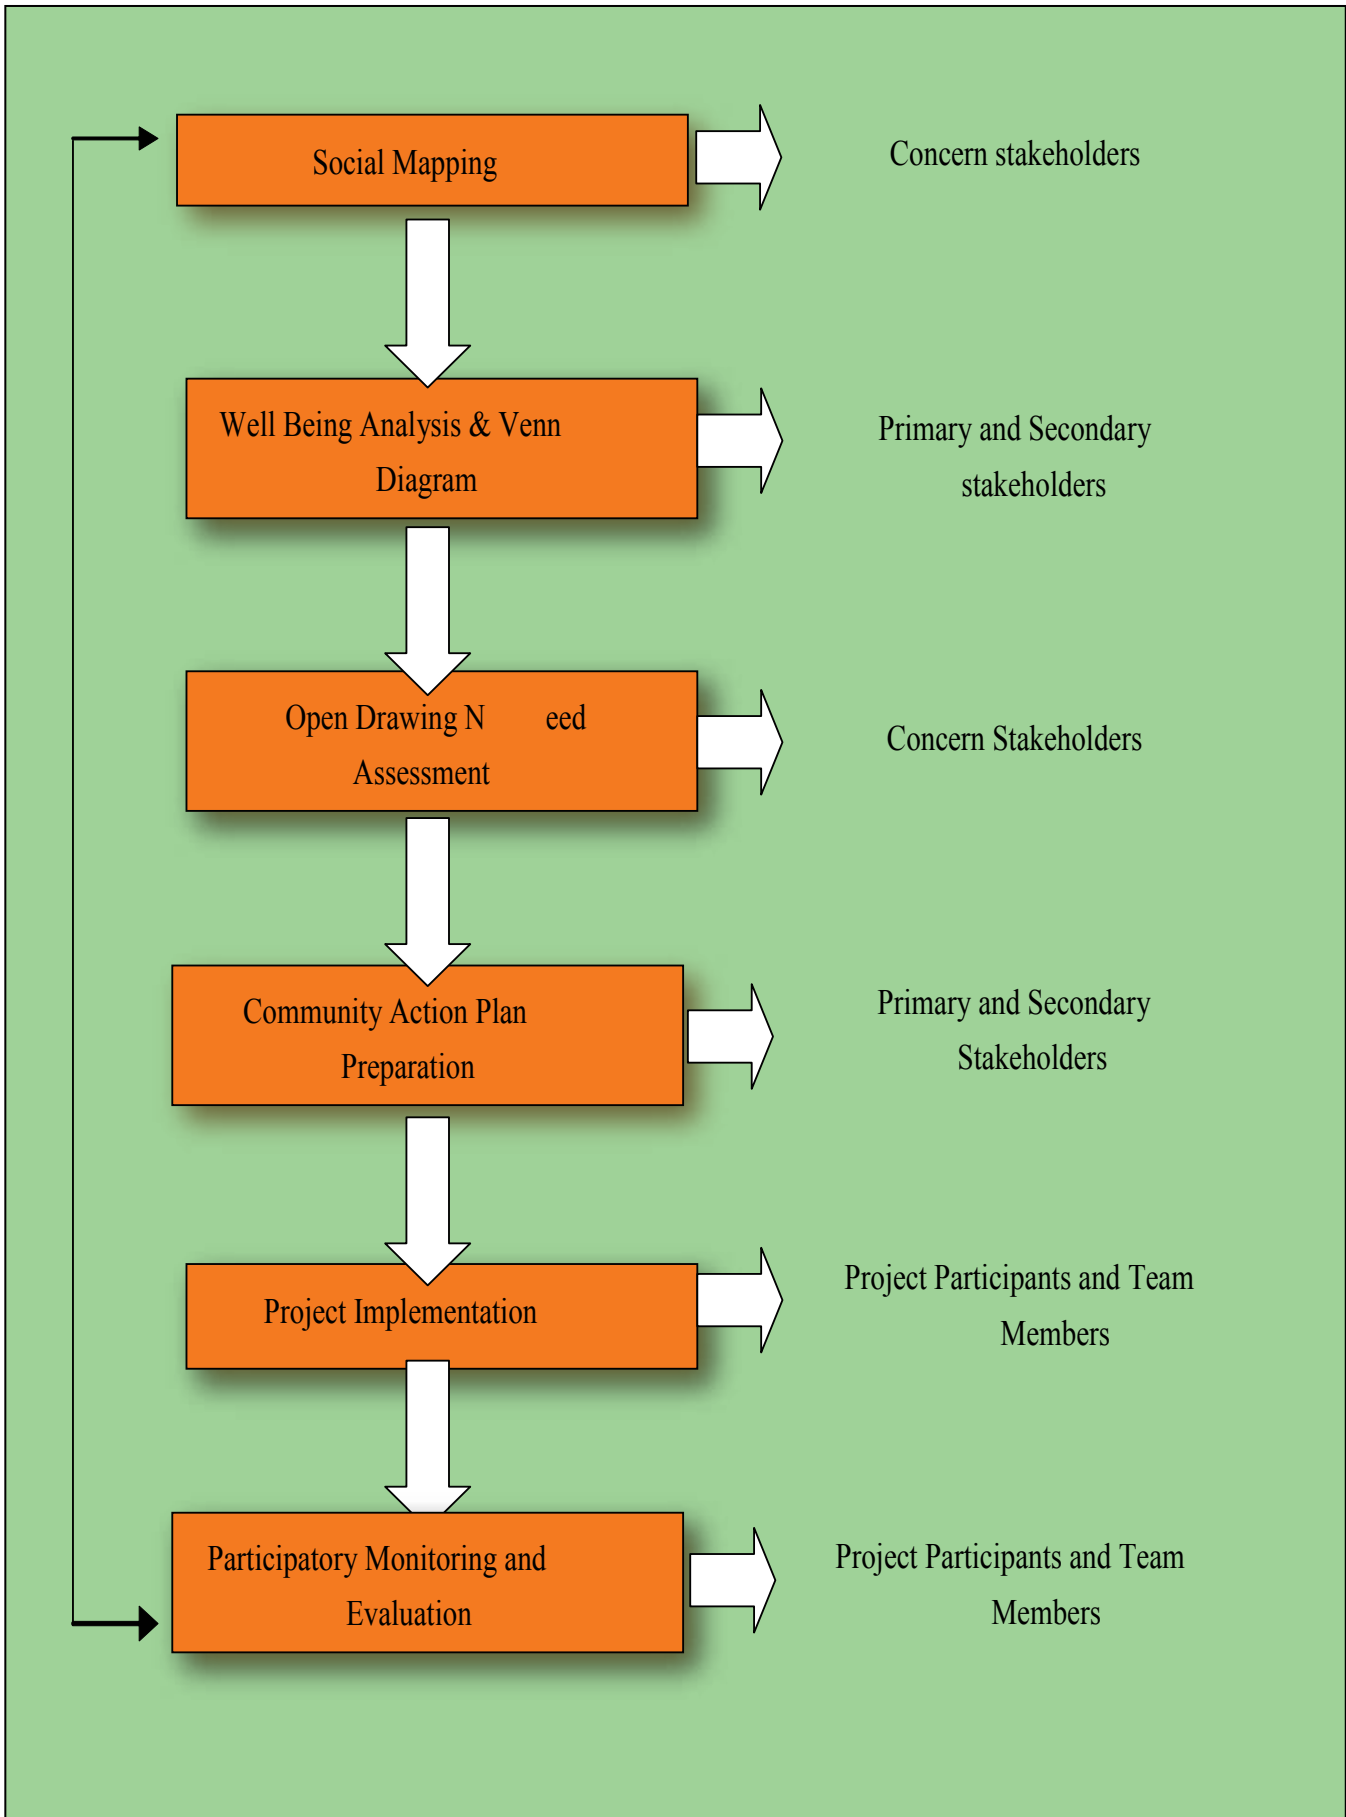 Social Mapping
Concern stakeholders
Well Being Analysis & Venn
Diagram
Primary and Secondary
stakeholders
Open Drawing N eed
Assessment
Concern Stakeholders
Community Action Plan
Preparation
Primary and Secondary
Stakeholders
Project Implementation
Project Participants and Team
Members
Participatory Monitoring and
Evaluation
Project Participants and Team
Members